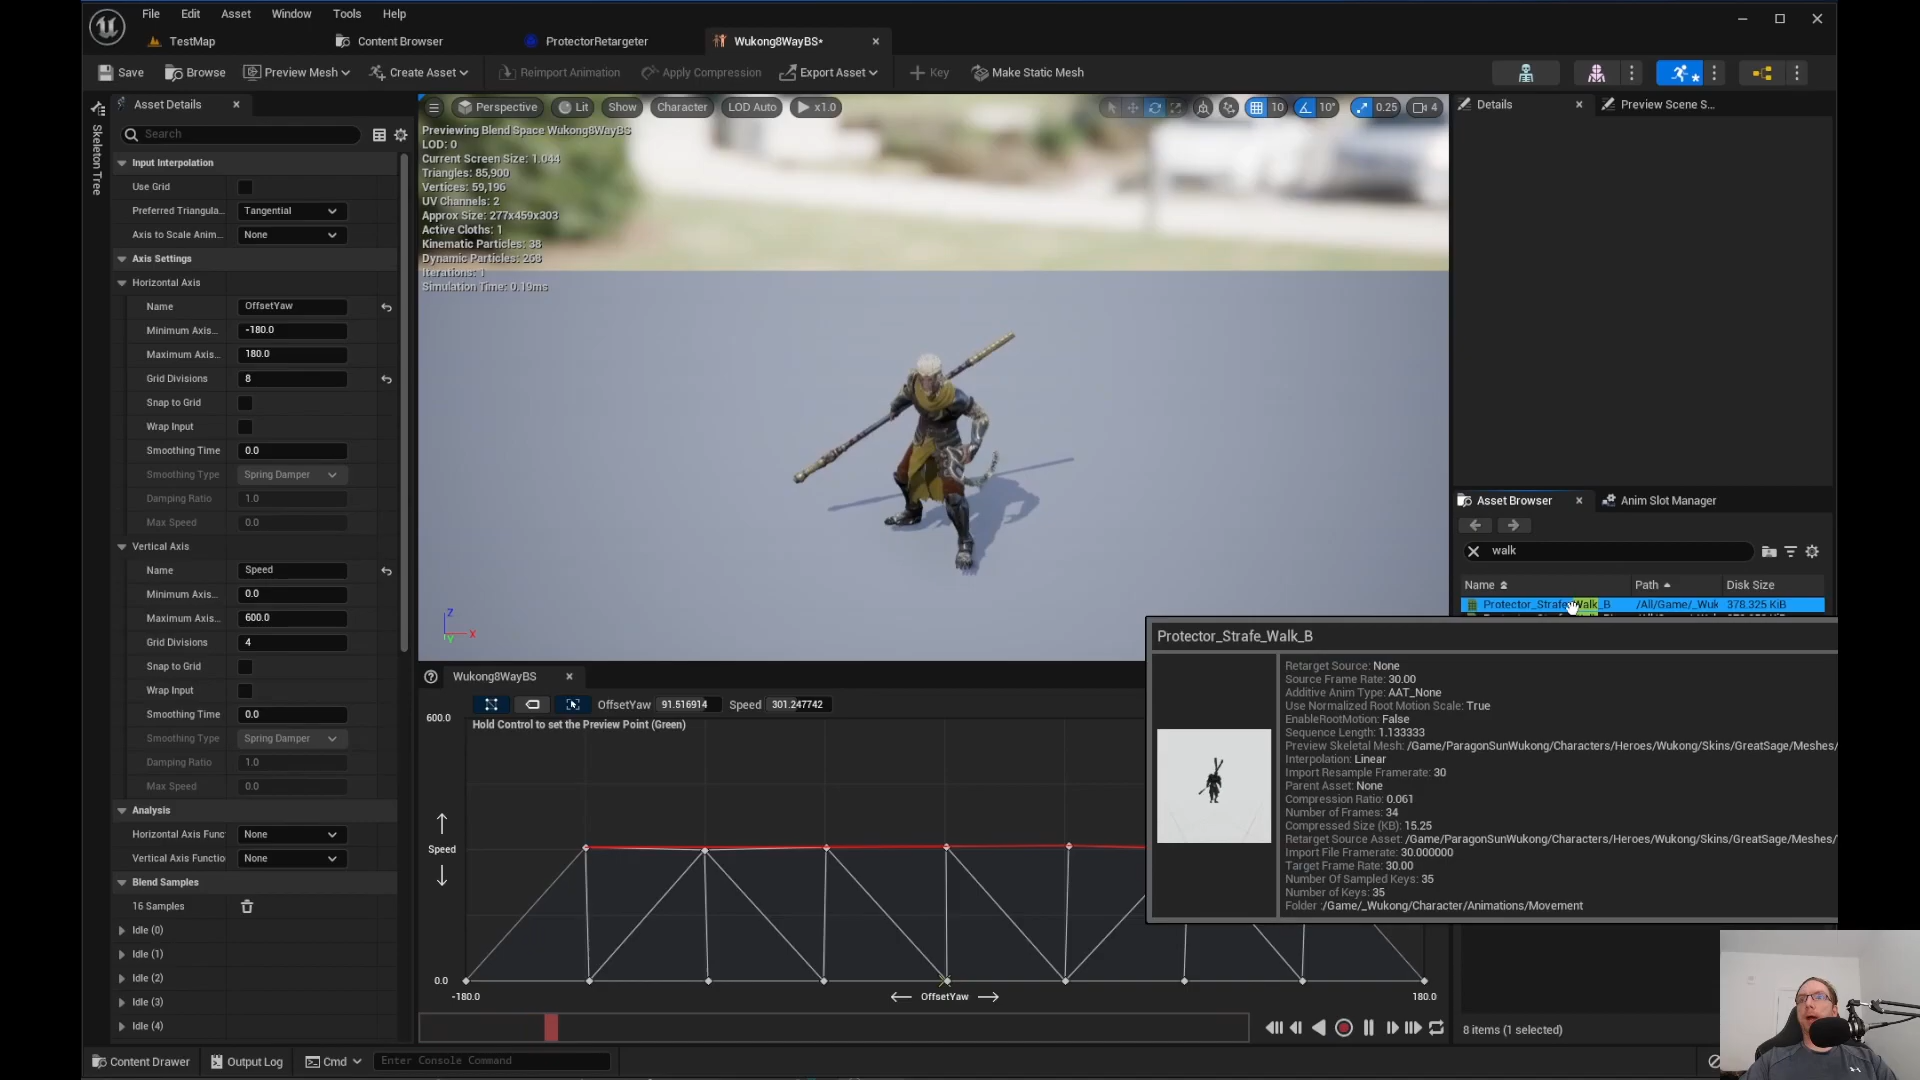 File Edit Asset Window Tools Help
TestMap Content Browser ProtectorRetargeter Wukong8WayBS*
Save Browse Preview Mesh Create Asset Reimport Animation Apply Compression Export Asset Key Make Static Mesh
Asset Details
Search
Skeleton Tree
Input Interpolation
Use Grid
Preferred Triangula... Tangential
Axis to Scale Anim... None
Axis Settings
Horizontal Axis
Name OffsetYaw
Minimum Axis... -180.0
Maximum Axis... 180.0
Grid Divisions 8
Snap to Grid
Wrap Input
Smoothing Time 0.0
Smoothing Type Spring Damper
Damping Ratio 1.0
Max Speed 0.0
Vertical Axis
Name Speed
Minimum Axis... 0.0
Maximum Axis... 600.0
Grid Divisions 4
Snap to Grid
Wrap Input
Smoothing Time 0.0
Smoothing Type Spring Damper
Damping Ratio 1.0
Max Speed 0.0
Analysis
Horizontal Axis Func None
Vertical Axis Functio None
Blend Samples
16 Samples
Idle (0)
Idle (1)
Idle (2)
Idle (3)
Idle (4)
Perspective Lit Show Character LOD Auto x1.0 10 10° 0.25 4
Previewing Blend Space Wukong8WayBS
LOD: 0
Current Screen Size: 1.044
Triangles: 85,900
Vertices: 59,196
UV Channels: 2
Approx Size: 277x459x303
Active Cloths: 1
Kinematic Particles: 38
Dynamic Particles: 263
Iterations: 1
Simulation Time: 0.19ms
Z
X
Y
Wukong8WayBS
OffsetYaw 91.516914 Speed 301.247742
600.0
Hold Control to set the Preview Point (Green)
Speed
0.0
-180.0 OffsetYaw 180.0
Details Preview Scene S...
Asset Browser Anim Slot Manager
walk
Name Path Disk Size
Protector_Strafe_Walk_B /All/Game/_Wuk 378.325 KiB
Protector_Strafe_Walk_B
Retarget Source: None
Source Frame Rate: 30.00
Additive Anim Type: AAT_None
Use Normalized Root Motion Scale: True
EnableRootMotion: False
Sequence Length: 1.133333
Preview Skeletal Mesh: /Game/ParagonSunWukong/Characters/Heroes/Wukong/Skins/GreatSage/Meshes/
Interpolation: Linear
Import Resample Framerate: 30
Parent Asset: None
Compression Ratio: 0.061
Number of Frames: 34
Compressed Size (KB): 15.25
Retarget Source Asset: /Game/ParagonSunWukong/Characters/Heroes/Wukong/Skins/GreatSage/Meshes/
Import File Framerate: 30.000000
Target Frame Rate: 30.00
Number Of Sampled Keys: 35
Number of Keys: 35
Folder :/Game/_Wukong/Character/Animations/Movement
8 items (1 selected)
Content Drawer Output Log Cmd Enter Console Command